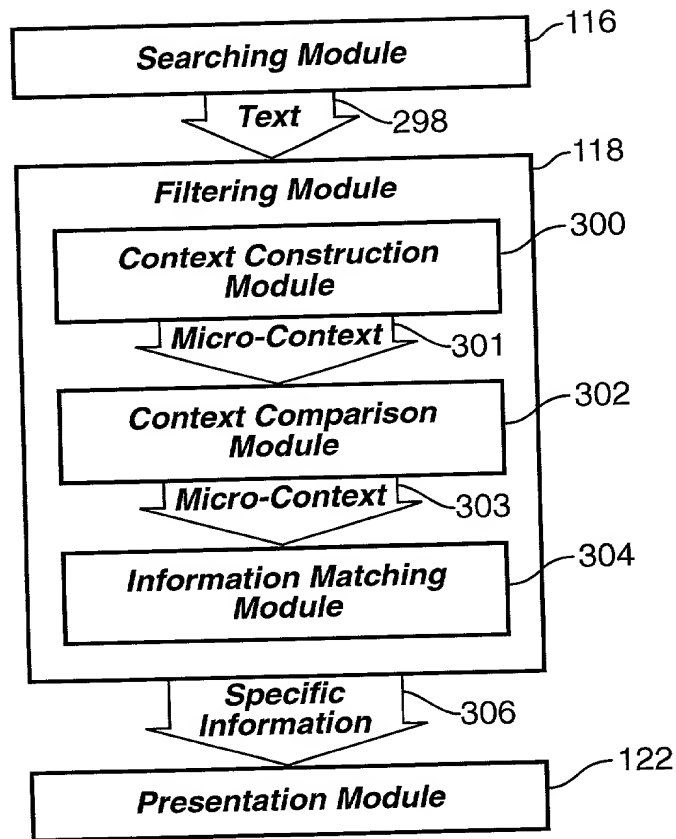 116
Searching Module
Text
298
118
Filtering Module
300
Context Construction
Module
Micro-Context
301
302
Context Comparison
Module
Micro-Context
303
304
Information Matching
Module
Specific
Information
306
122
Presentation Module